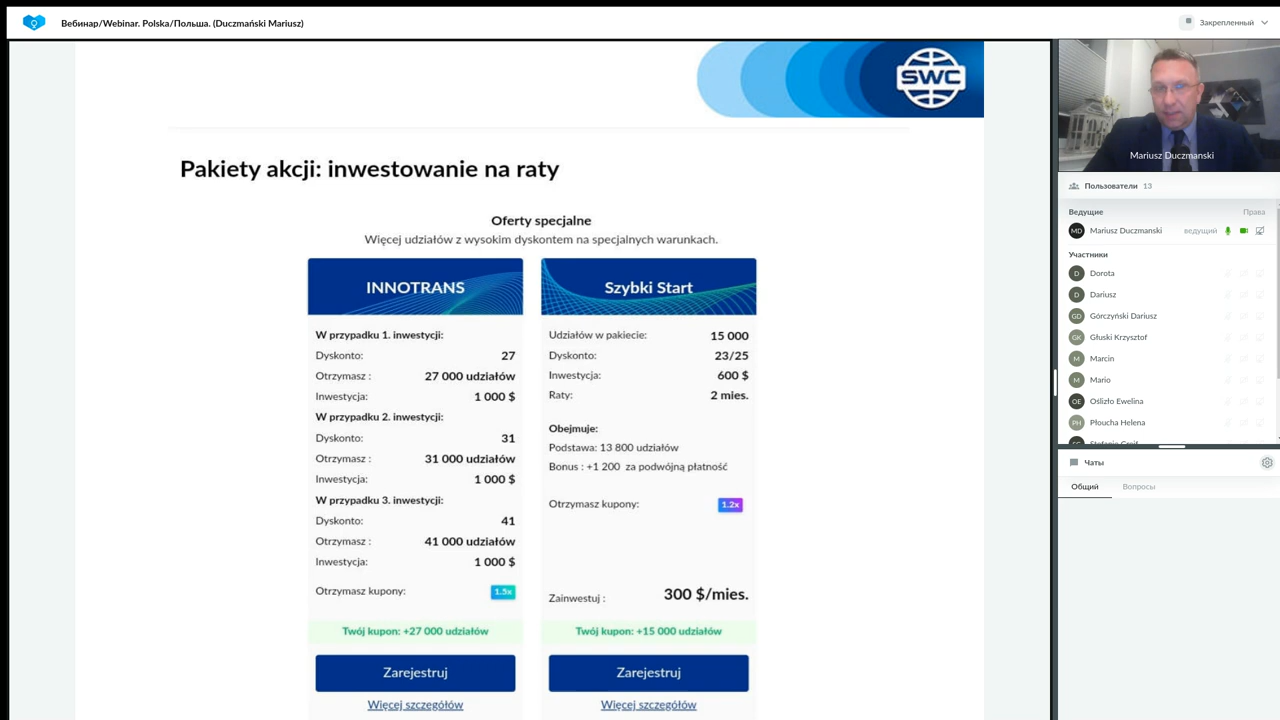 Вебинар/Webinar. Polska/Польша. (Duczmański Mariusz)
Закрепленный
SWC
Pakiety akcji: inwestowanie na raty
Oferty specjalne
Więcej udziałów z wysokim dyskontem na specjalnych warunkach.
INNOTRANS
W przypadku 1. inwestycji:
Dyskonto: 27
Otrzymasz : 27 000 udziałów
Inwestycja: 1 000 $
W przypadku 2. inwestycji:
Dyskonto: 31
Otrzymasz : 31 000 udziałów
Inwestycja: 1 000 $
W przypadku 3. inwestycji:
Dyskonto: 41
Otrzymasz : 41 000 udziałów
Inwestycja: 1 000 $
Otrzymasz kupony: 1.5x
Twój kupon: +27 000 udziałów
Zarejestruj
Więcej szczegółów
Szybki Start
Udziałów w pakiecie: 15 000
Dyskonto: 23/25
Inwestycja: 600 $
Raty: 2 mies.
Obejmuje:
Podstawa: 13 800 udziałów
Bonus : +1 200 za podwójną płatność
Otrzymasz kupony: 1.2x
Zainwestuj : 300 $/mies.
Twój kupon: +15 000 udziałów
Zarejestruj
Więcej szczegółów
Mariusz Duczmanski
Пользователи 13
Ведущие Права
MD Mariusz Duczmanski ведущий
Участники
D Dorota
D Dariusz
GD Górczyński Dariusz
GK Głuski Krzysztof
M Marcin
M Mario
OE Oślizło Ewelina
PH Płoucha Helena
Чаты
Общий Вопросы